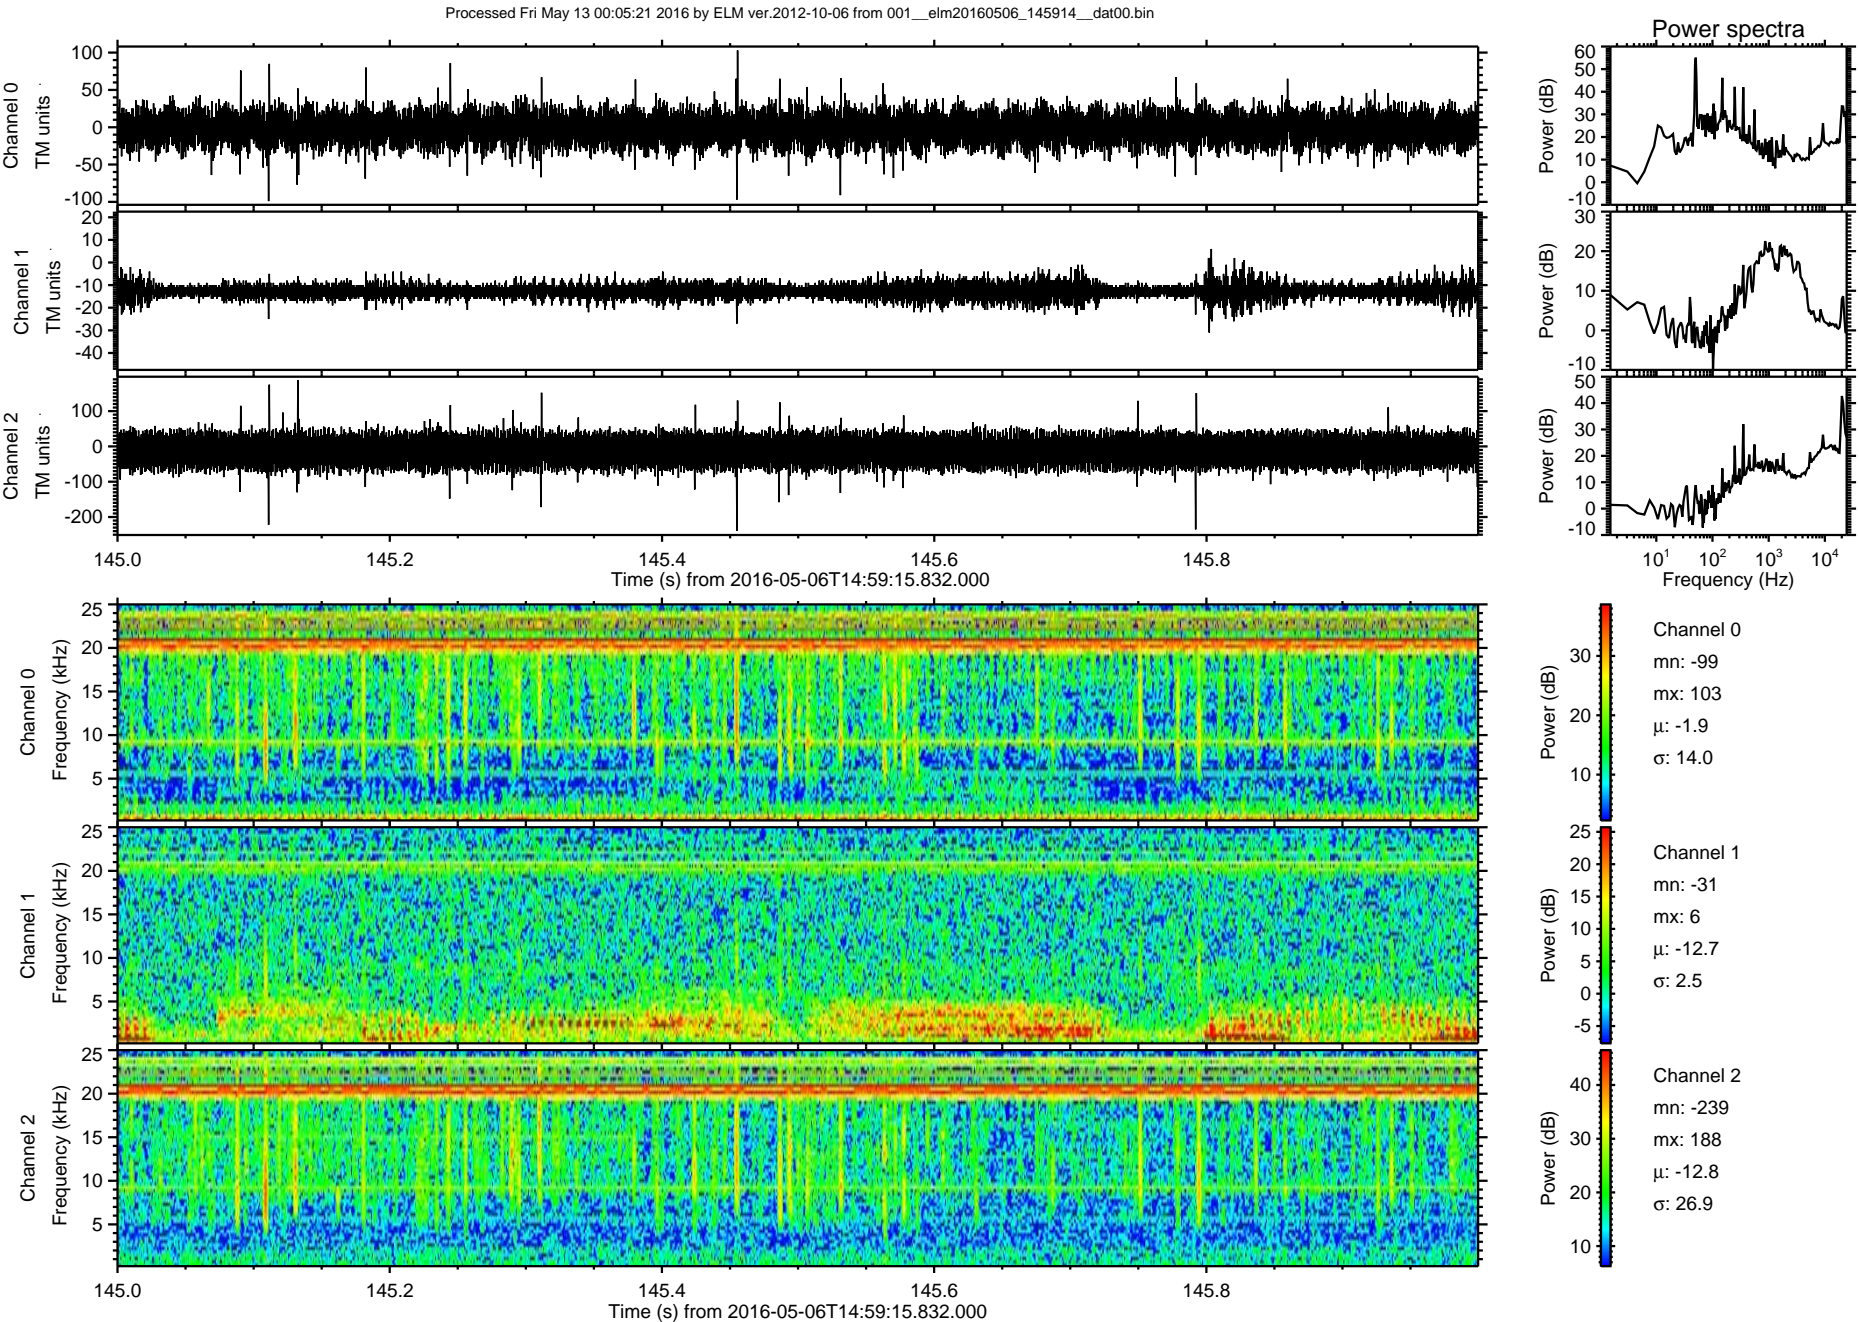 Processed Fri May 13 00:05:21 2016 by ELM ver.2012-10-06 from 001__elm20160506_145914__dat00.bin
Power spectra
Channel 0
TM units
100
50
0
-50
-100
Power (dB)
60
50
40
30
20
10
0
-10
Channel 1
TM units
20
10
0
-10
-20
-30
-40
Power (dB)
30
20
10
0
-10
Channel 2
TM units
100
0
-100
-200
Power (dB)
50
40
30
20
10
0
-10
145.0 145.2 145.4 145.6 145.8
Time (s) from 2016-05-06T14:59:15.832.000
10¹ 10² 10³ 10⁴
Frequency (Hz)
Channel 0
Frequency (kHz)
25
20
15
10
5
Power (dB)
30
20
10
Channel 0
mn: -99
mx: 103
μ: -1.9
σ: 14.0
Channel 1
Frequency (kHz)
25
20
15
10
5
Power (dB)
25
20
15
10
5
0
-5
Channel 1
mn: -31
mx: 6
μ: -12.7
σ: 2.5
Channel 2
Frequency (kHz)
25
20
15
10
5
Power (dB)
40
30
20
10
Channel 2
mn: -239
mx: 188
μ: -12.8
σ: 26.9
145.0 145.2 145.4 145.6 145.8
Time (s) from 2016-05-06T14:59:15.832.000